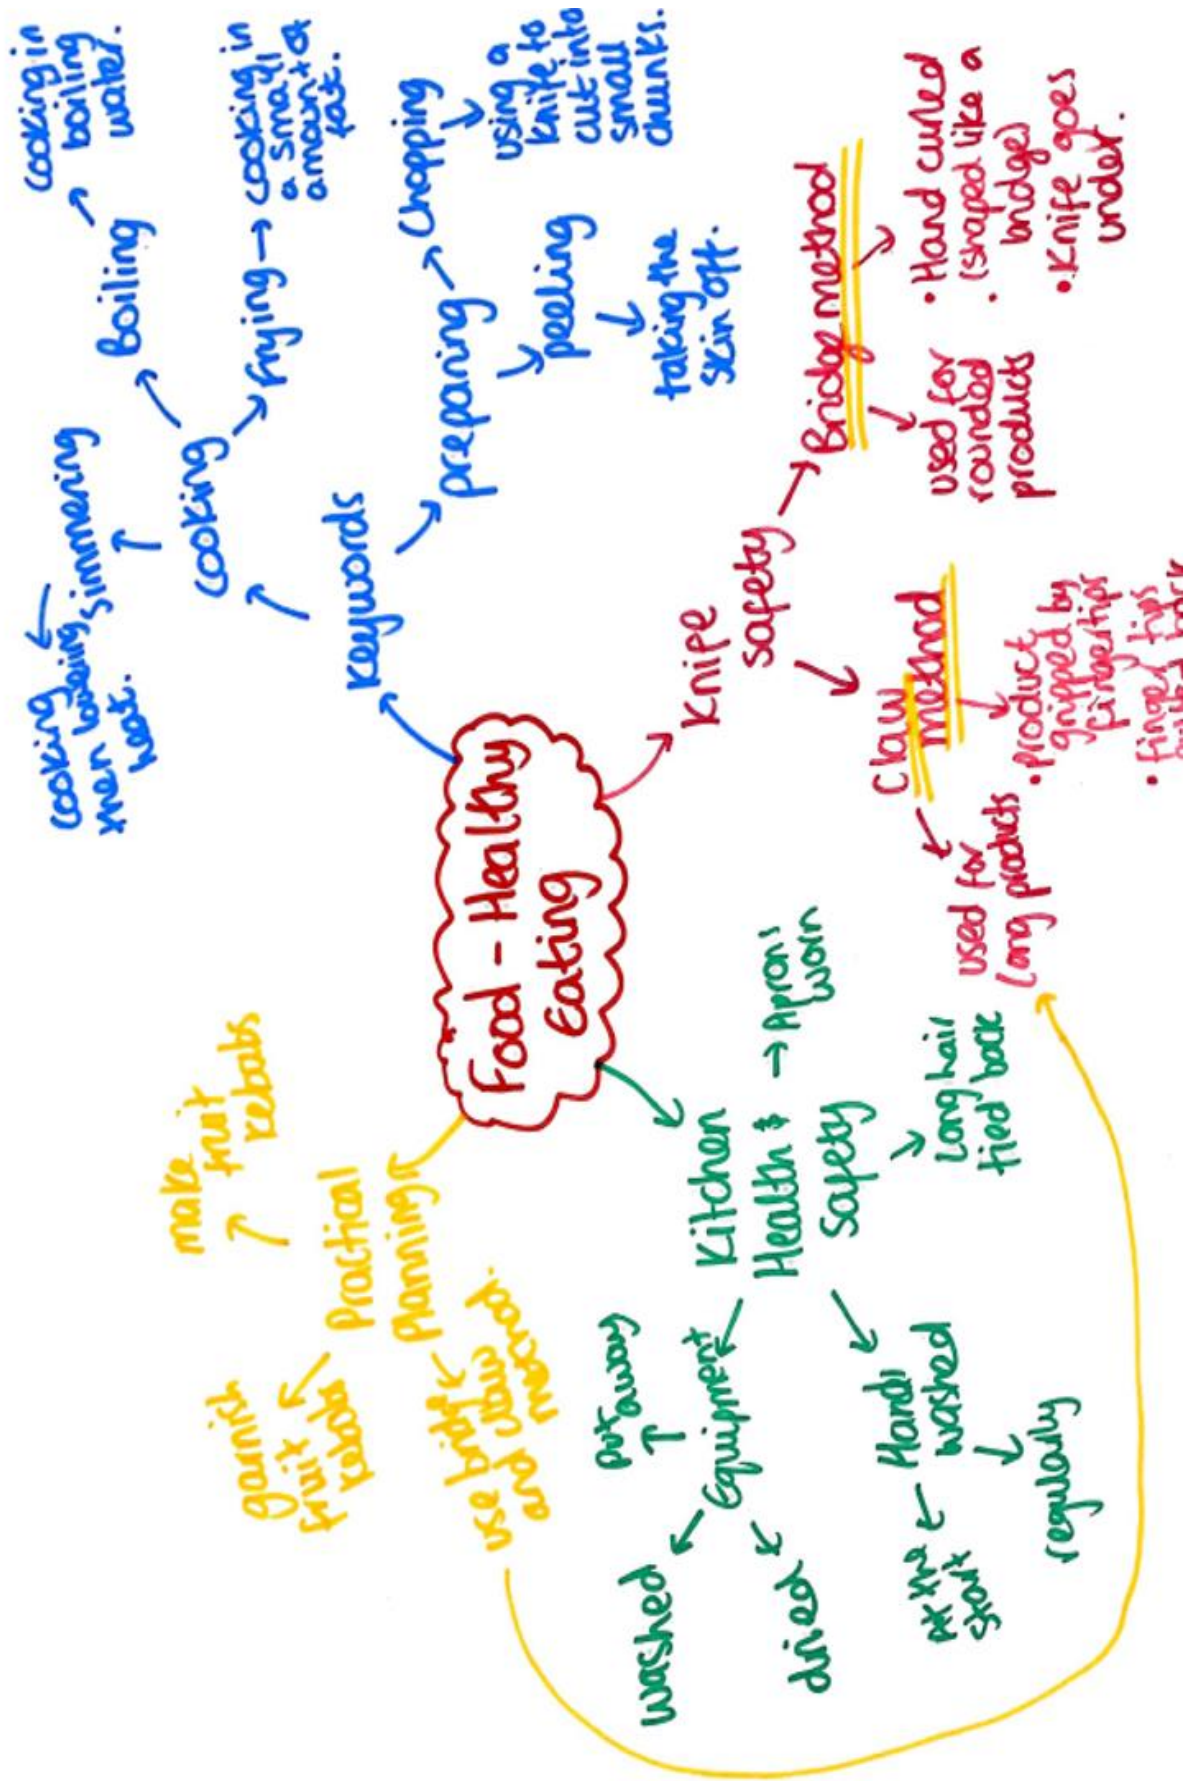 Food - Healthy
Eating
Keywords
cooking
simmering
cooking
then lowering
heat.
Boiling
cooking in
boiling
water.
frying
cooking in
a small
amount of
fat.
preparing
Chopping
using a
knife to
cut into
small
chunks.
peeling
taking the
skin off.
Knife
safety
Bridge method
• Hand curled
• (shaped like a
bridge)
• Knife goes
under.
used for
rounded
products
Claw
method
• product
gripped by
fingertips
• finger tips
used for
long products
Kitchen
Health &
Safety
Aprons
worn
Long hair
tied back
Hands
washed
At the
start
regularly
Equipment
put away
washed
dried
Practical
Planning
make
fruit
kebabs
garnish
fruit
kebabs
use bridge
and claw
method.